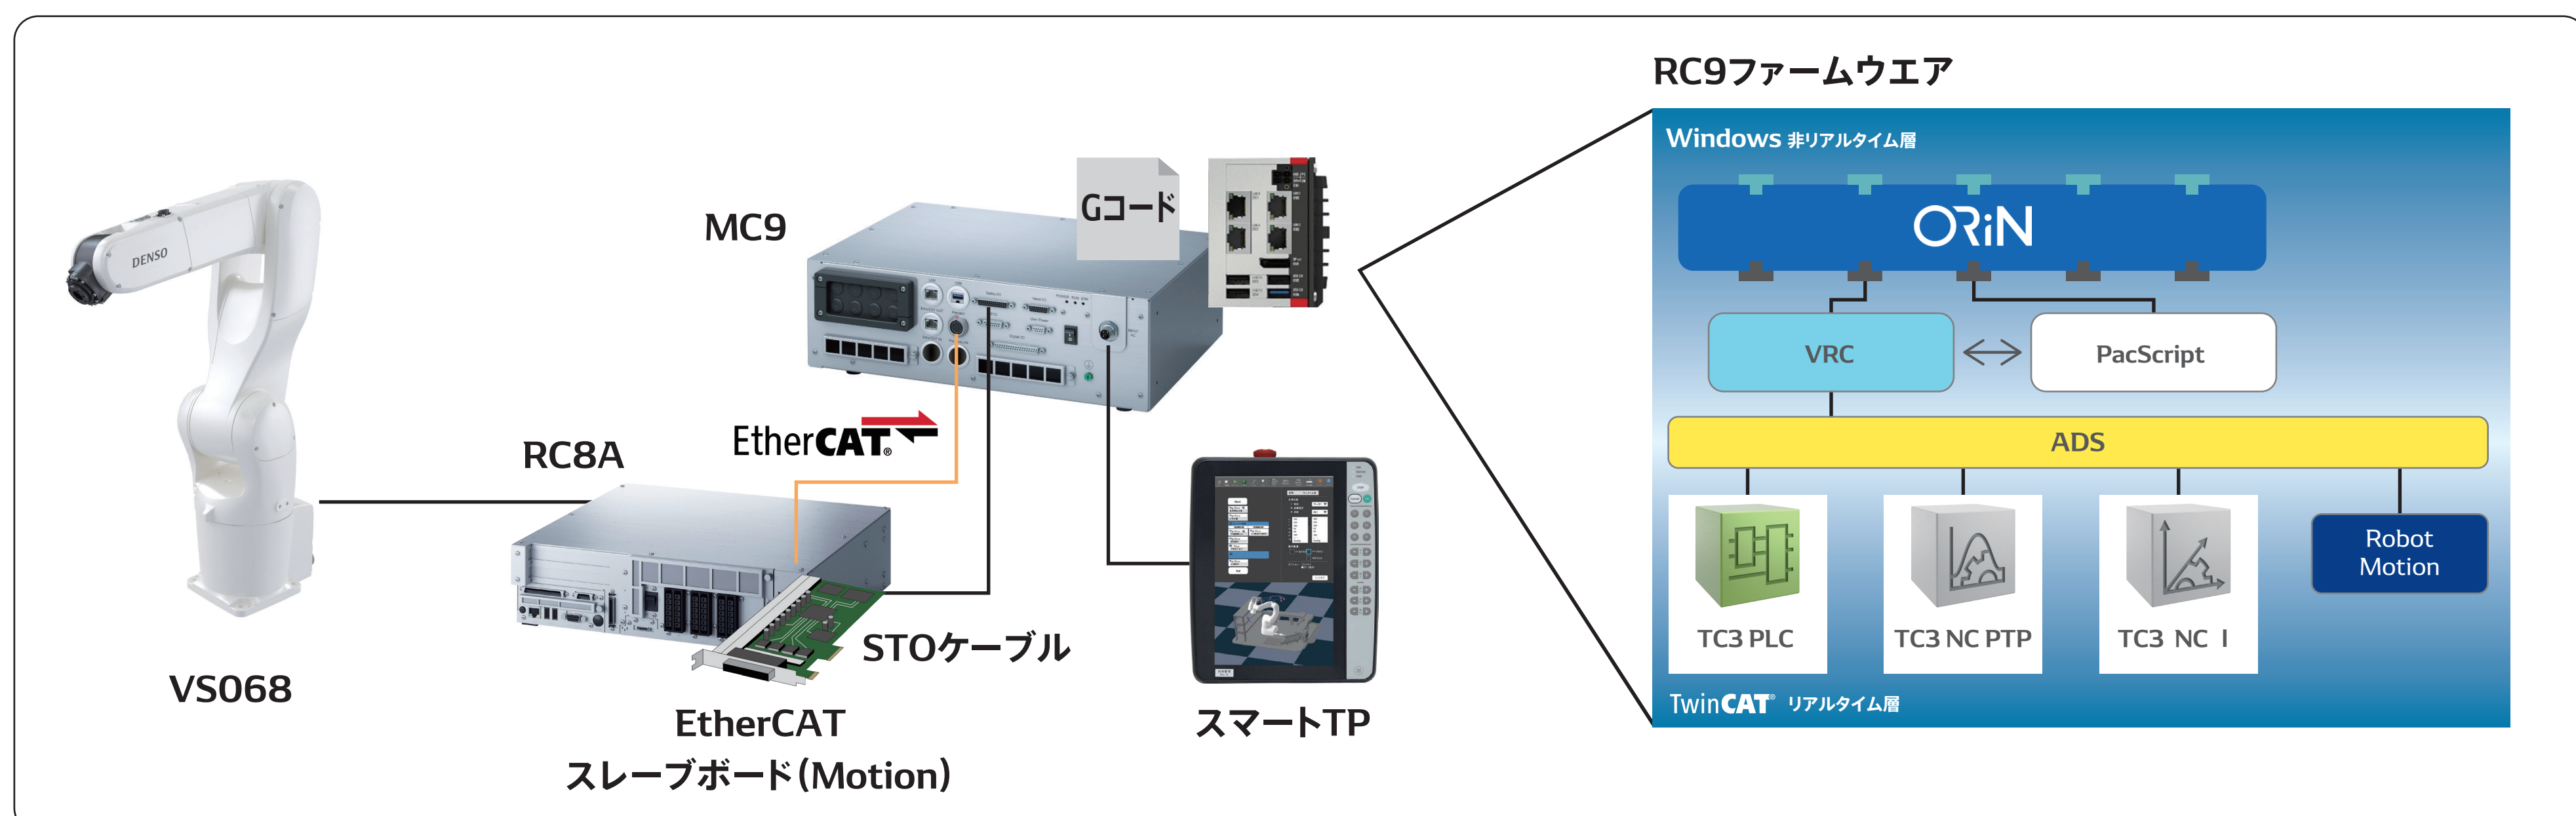 RC9ファームウエア
Windows 非リアルタイム層
ORiN
VRC
PacScript
ADS
TC3 PLC
TC3 NC PTP
TC3 NC I
Robot
Motion
TwinCAT® リアルタイム層
Gコード
MC9
DENSO
EtherCAT®
RC8A
STOケーブル
VS068
EtherCAT
スレーブボード(Motion)
スマートTP